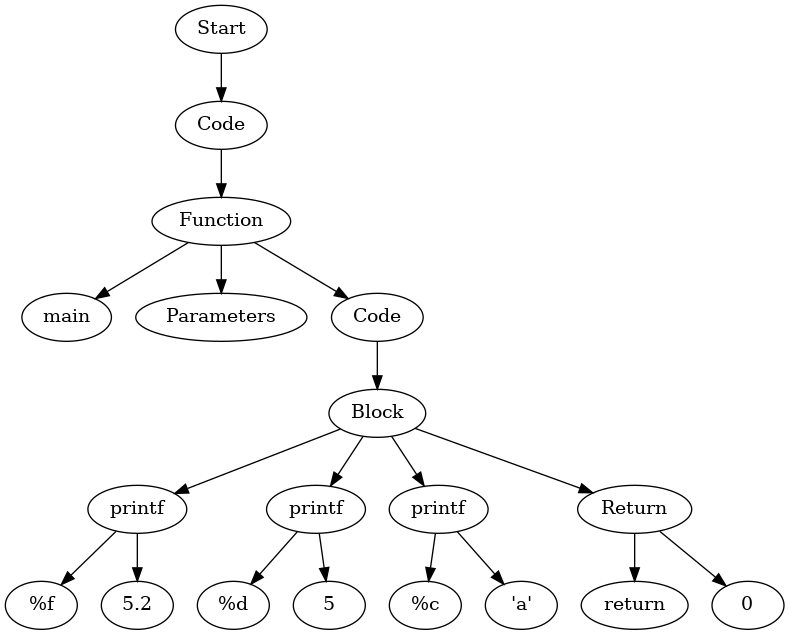 Start
Code
Function
main
Parameters
Code
Block
printf
printf
printf
Return
%f
5.2
%d
5
%c
'a'
return
0